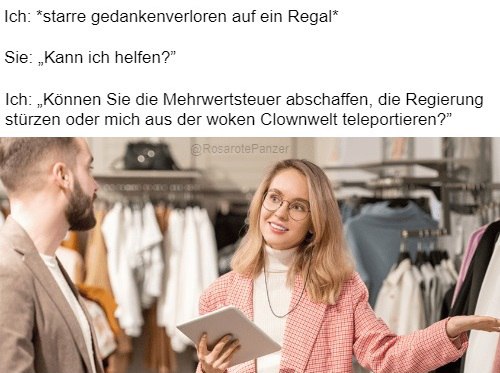 Ich: *starre gedankenverloren auf ein Regal*
Sie: „Kann ich helfen?”
Ich: „Können Sie die Mehrwertsteuer abschaffen, die Regierung
stürzen oder mich aus der woken Clownwelt teleportieren?”
@RosarotePanzer